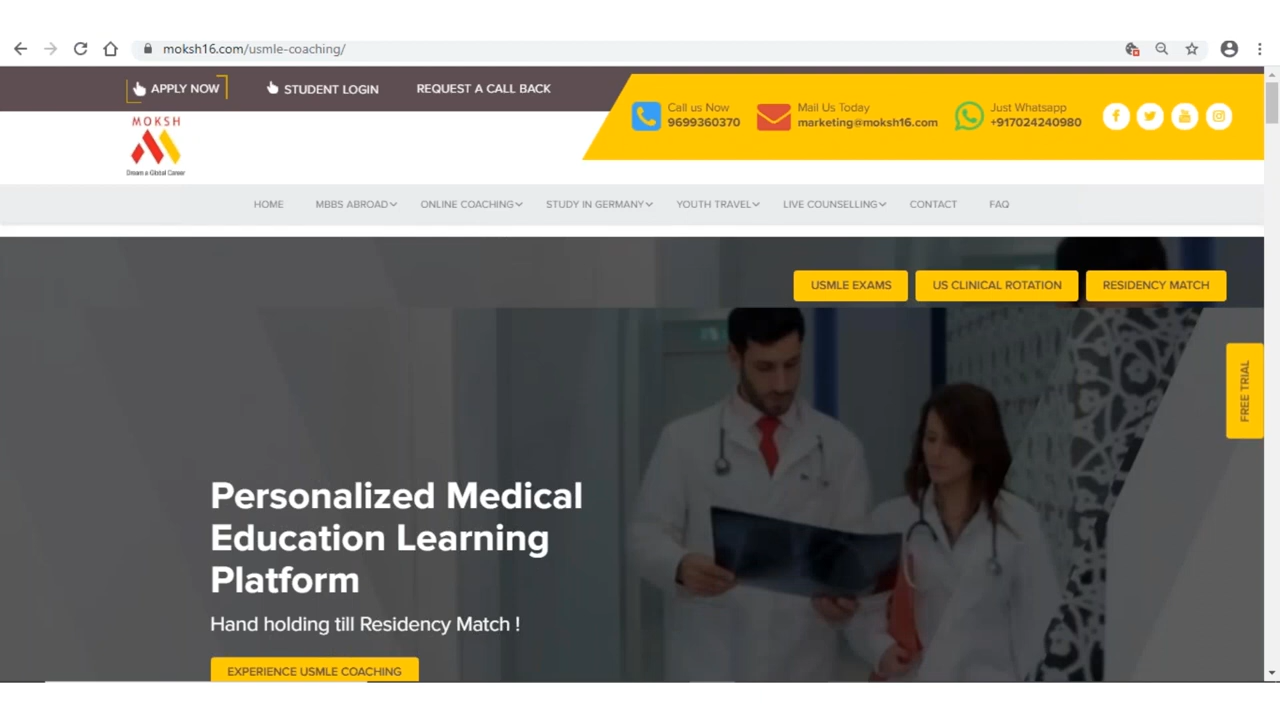 moksh16.com/usmle-coaching/
APPLY NOW
STUDENT LOGIN
REQUEST A CALL BACK
Call us Now
9699360370
Mail Us Today
marketing@moksh16.com
Just Whatsapp
+917024240980
MOKSH
Dream a Global Career
HOME
MBBS ABROAD
ONLINE COACHING
STUDY IN GERMANY
YOUTH TRAVEL
LIVE COUNSELLING
CONTACT
FAQ
USMLE EXAMS
US CLINICAL ROTATION
RESIDENCY MATCH
FREE TRIAL
Personalized Medical
Education Learning
Platform
Hand holding till Residency Match !
EXPERIENCE USMLE COACHING